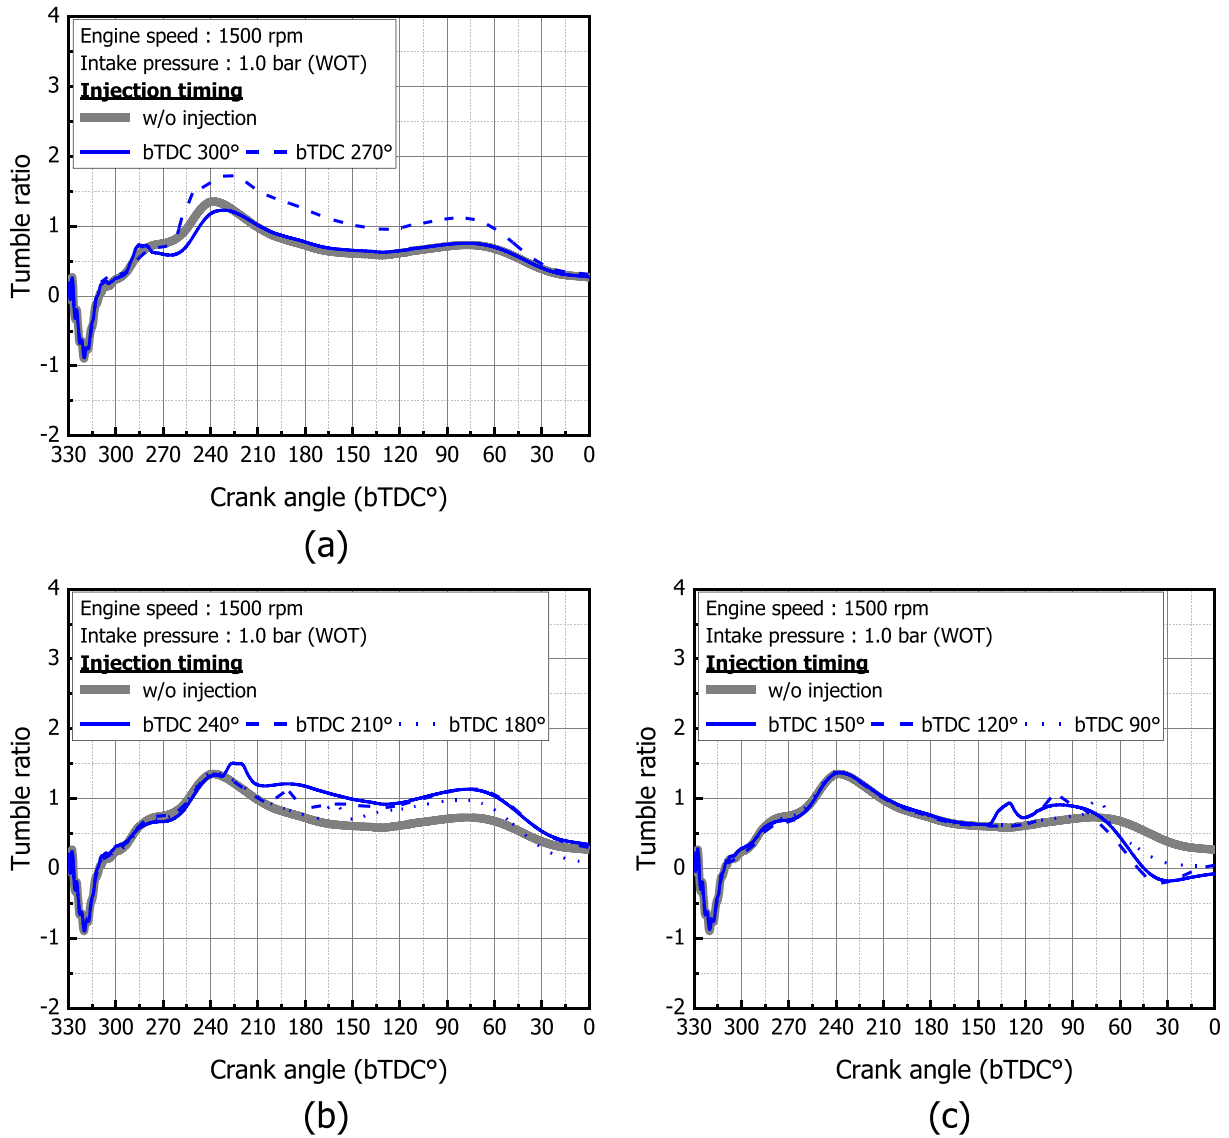 4
3
2
1
0
-1
-2
Tumble ratio
Engine speed : 1500 rpm
Intake pressure : 1.0 bar (WOT)
Injection timing
w/o injection
bTDC 300° bTDC 270°
330 300 270 240 210 180 150 120 90 60 30 0
Crank angle (bTDC°)
(a)
4
3
2
1
0
-1
-2
Tumble ratio
Engine speed : 1500 rpm
Intake pressure : 1.0 bar (WOT)
Injection timing
w/o injection
bTDC 240° bTDC 210° bTDC 180°
330 300 270 240 210 180 150 120 90 60 30 0
Crank angle (bTDC°)
(b)
4
3
2
1
0
-1
-2
Tumble ratio
Engine speed : 1500 rpm
Intake pressure : 1.0 bar (WOT)
Injection timing
w/o injection
bTDC 150° bTDC 120° bTDC 90°
330 300 270 240 210 180 150 120 90 60 30 0
Crank angle (bTDC°)
(c)